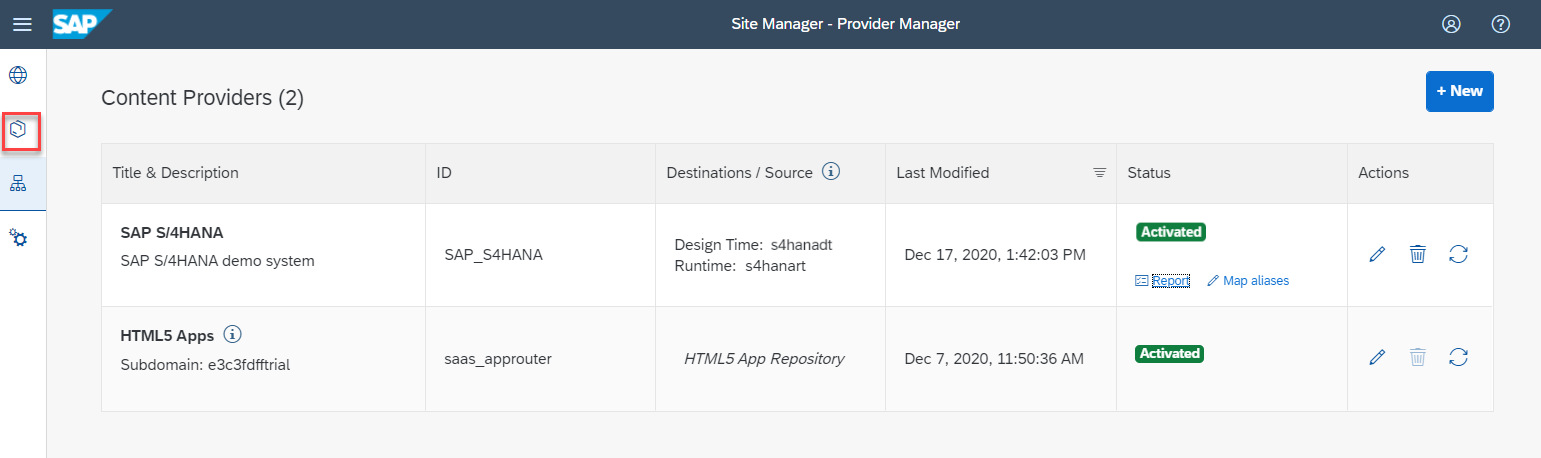 SAP
Site Manager - Provider Manager
Content Providers (2)
+ New
Title & Description
ID
Destinations / Source
Last Modified
Status
Actions
SAP S/4HANA
SAP S/4HANA demo system
SAP_S4HANA
Design Time: s4hanadt
Runtime: s4hanart
Dec 17, 2020, 1:42:03 PM
Activated
Report
Map aliases
HTML5 Apps
Subdomain: e3c3fdfftrial
saas_approuter
HTML5 App Repository
Dec 7, 2020, 11:50:36 AM
Activated